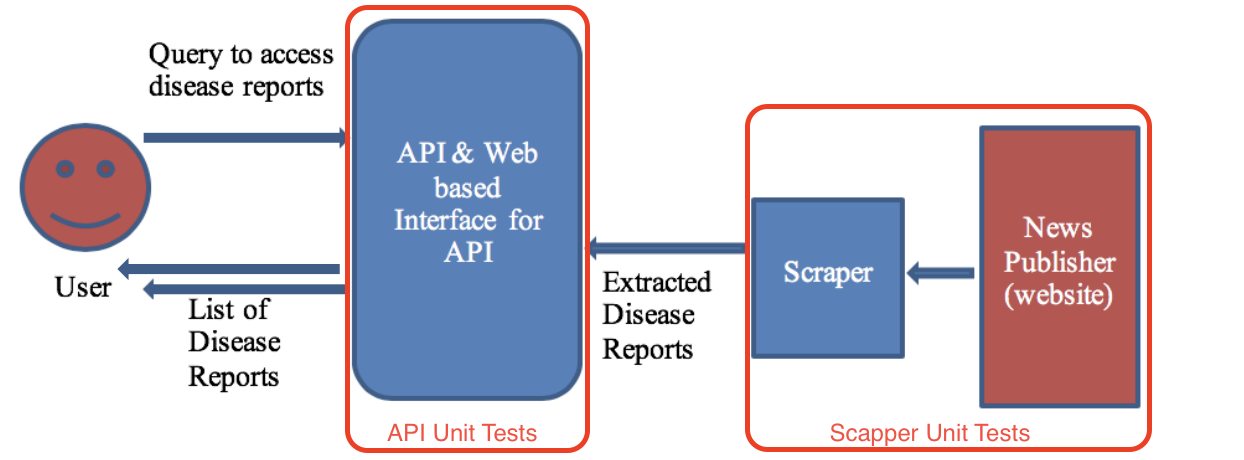 Query to access
disease reports
User
List of
Disease
Reports
API & Web
based
Interface for
API
API Unit Tests
Extracted
Disease
Reports
Scraper
News
Publisher
(website)
Scapper Unit Tests